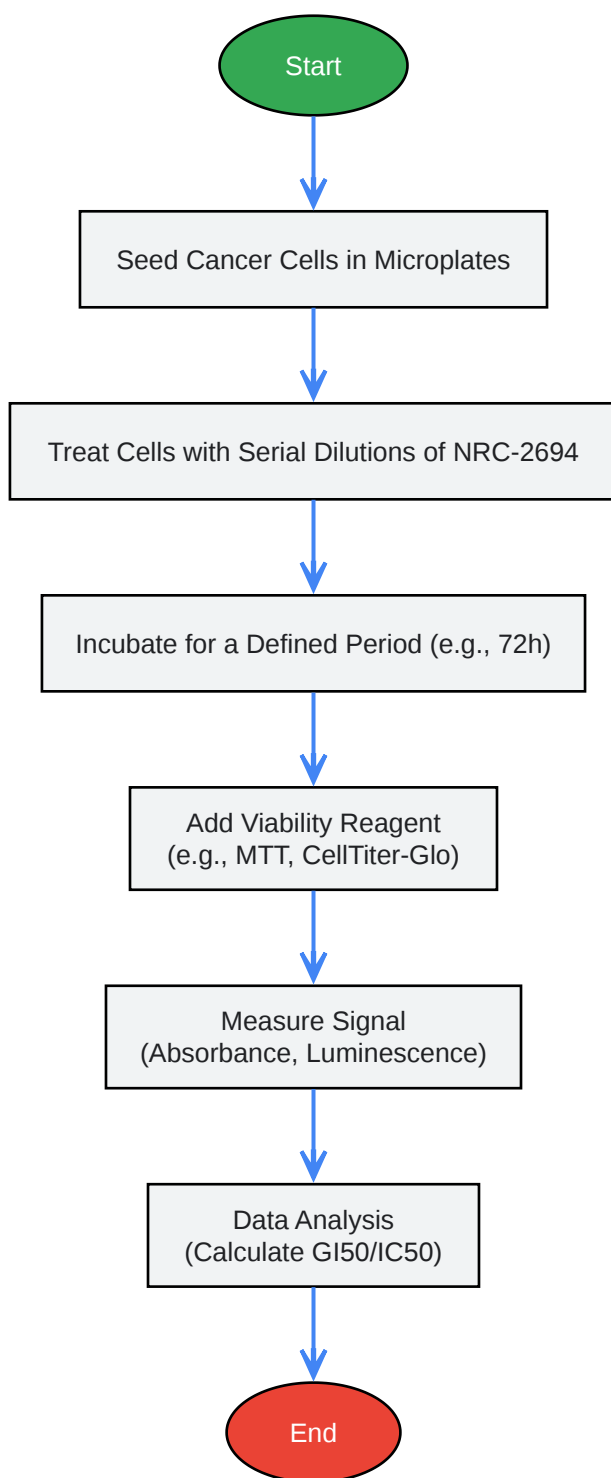 Start
Seed Cancer Cells in Microplates
Treat Cells with Serial Dilutions of NRC-2694
Incubate for a Defined Period (e.g., 72h)
Add Viability Reagent
(e.g., MTT, CellTiter-Glo)
Measure Signal
(Absorbance, Luminescence)
Data Analysis
(Calculate GI50/IC50)
End